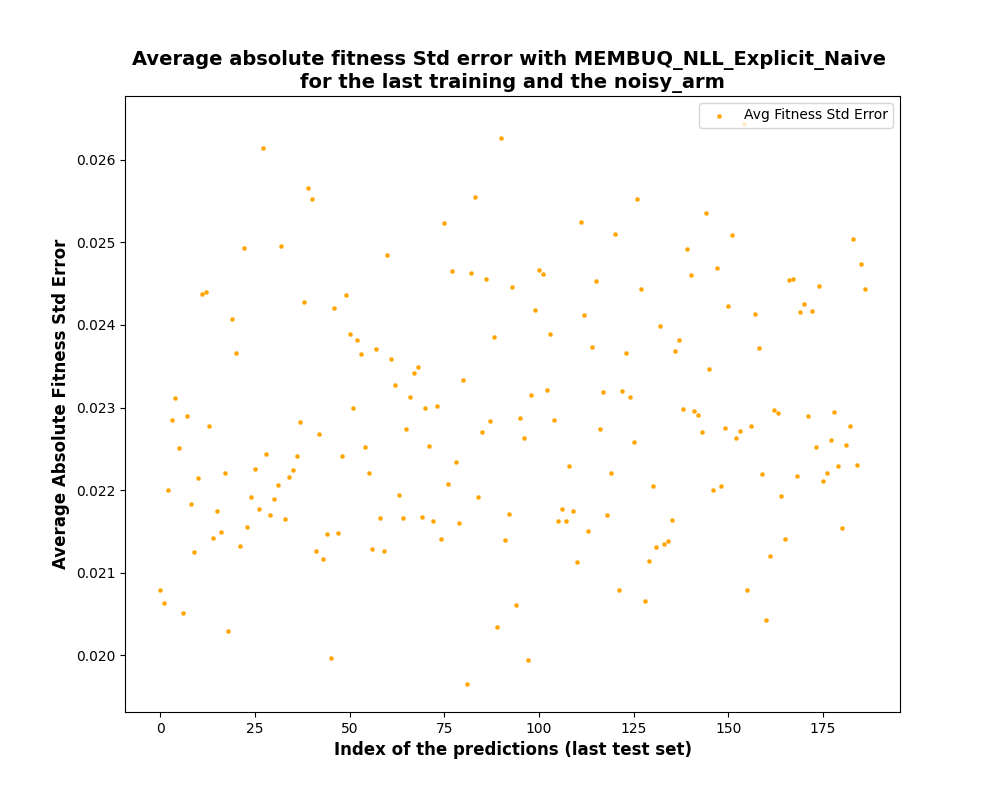 Average absolute fitness Std error with MEMBUQ_NLL_Explicit_Naive
for the last training and the noisy_arm
Avg Fitness Std Error
0.026
0.025
0.024
0.023
0.022
0.021
0.020
Average Absolute Fitness Std Error
0 25 50 75 100 125 150 175
Index of the predictions (last test set)